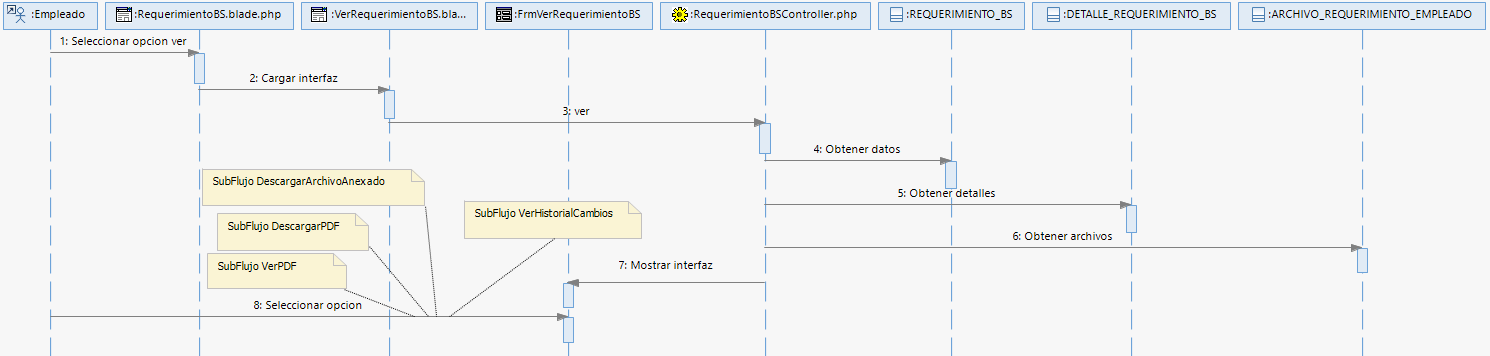 :Empleado
:RequerimientoBS.blade.php
:VerRequerimientoBS.bla...
:FrmVerRequerimientoBS
:RequerimientoBSController.php
:REQUERIMIENTO_BS
:DETALLE_REQUERIMIENTO_BS
:ARCHIVO_REQUERIMIENTO_EMPLEADO
1: Seleccionar opcion ver
2: Cargar interfaz
3: ver
4: Obtener datos
SubFlujo DescargarArchivoAnexado
5: Obtener detalles
SubFlujo VerHistorialCambios
SubFlujo DescargarPDF
6: Obtener archivos
SubFlujo VerPDF
7: Mostrar interfaz
8: Seleccionar opcion